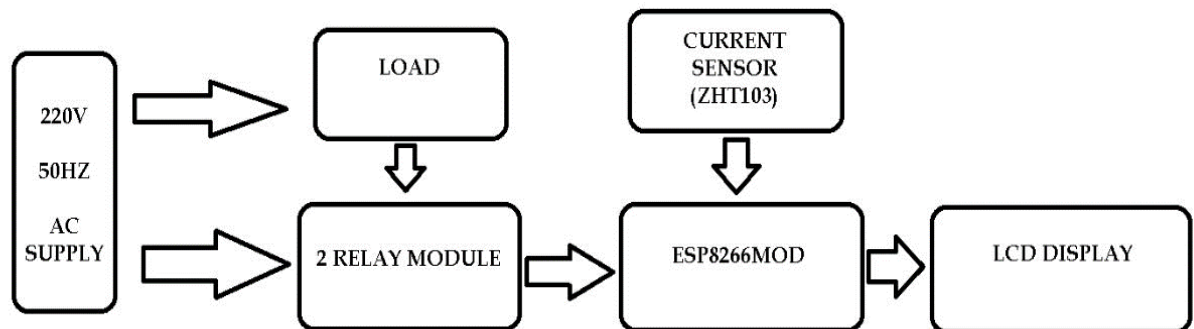 220V
50HZ
AC
SUPPLY
LOAD
CURRENT
SENSOR
(ZHT103)
2 RELAY MODULE
ESP8266MOD
LCD DISPLAY